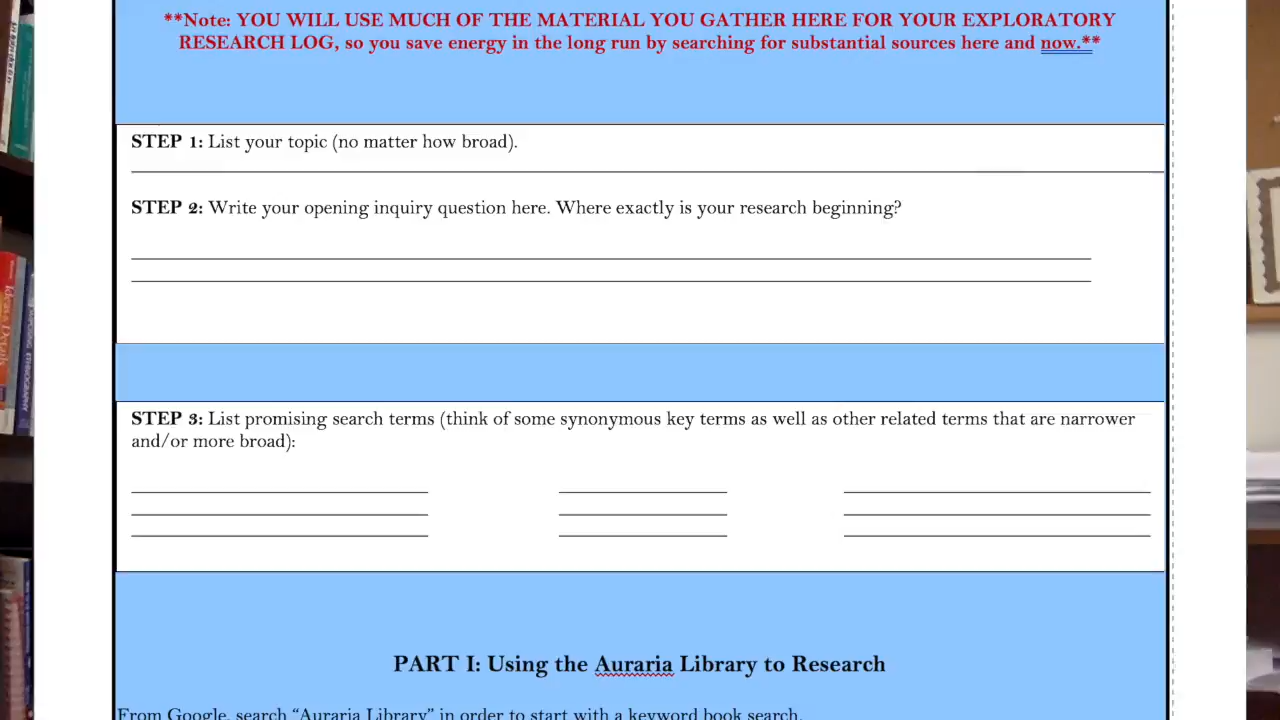 **Note: YOU WILL USE MUCH OF THE MATERIAL YOU GATHER HERE FOR YOUR EXPLORATORY
RESEARCH LOG, so you save energy in the long run by searching for substantial sources here and now.**
STEP 1: List your topic (no matter how broad).
STEP 2: Write your opening inquiry question here. Where exactly is your research beginning?
STEP 3: List promising search terms (think of some synonymous key terms as well as other related terms that are narrower
and/or more broad):
PART I: Using the Auraria Library to Research
From Google, search “Auraria Library” in order to start with a keyword book search.